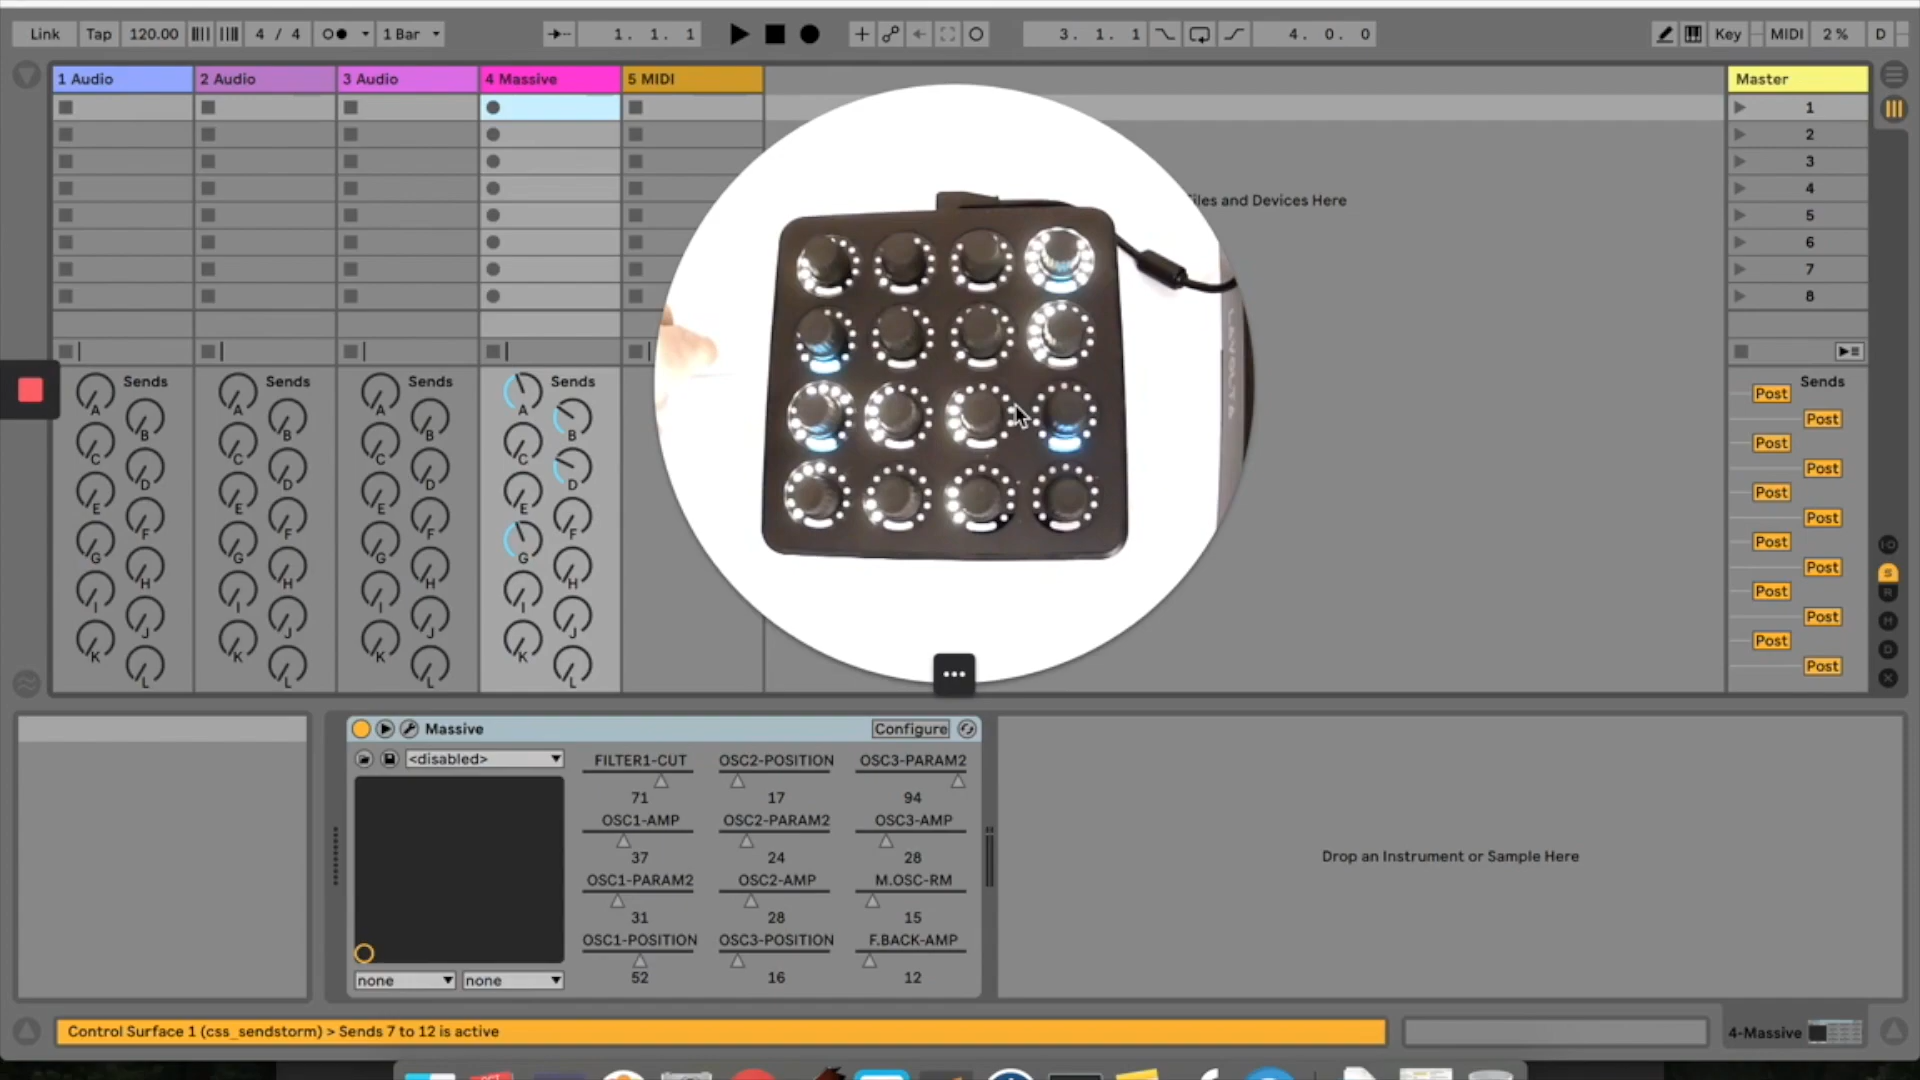 Link Tap 120.00 4 / 4 1 Bar 1. 1. 1 3. 1. 1 4. 0. 0 Key MIDI 2 % D
1 Audio 2 Audio 3 Audio 4 Massive 5 MIDI Master
1
2
3
4
5
6
7
8
Files and Devices Here
Sends Sends Sends Sends Sends
A A A A Post
B B B B Post
C C C C Post
D D D D Post
E E E E Post
F F F F Post
G G G G Post
H H H H Post
I I I I Post
J J J J Post
K K K K Post
L L L L Post
S
R
M
D
X
Massive Configure
<disabled>
FILTER1-CUT OSC2-POSITION OSC3-PARAM2
71 17 94
OSC1-AMP OSC2-PARAM2 OSC3-AMP
37 24 28
OSC1-PARAM2 OSC2-AMP M.OSC-RM
31 28 15
OSC1-POSITION OSC3-POSITION F.BACK-AMP
52 16 12
none none
Drop an Instrument or Sample Here
Control Surface 1 (css_sendstorm) > Sends 7 to 12 is active
4-Massive